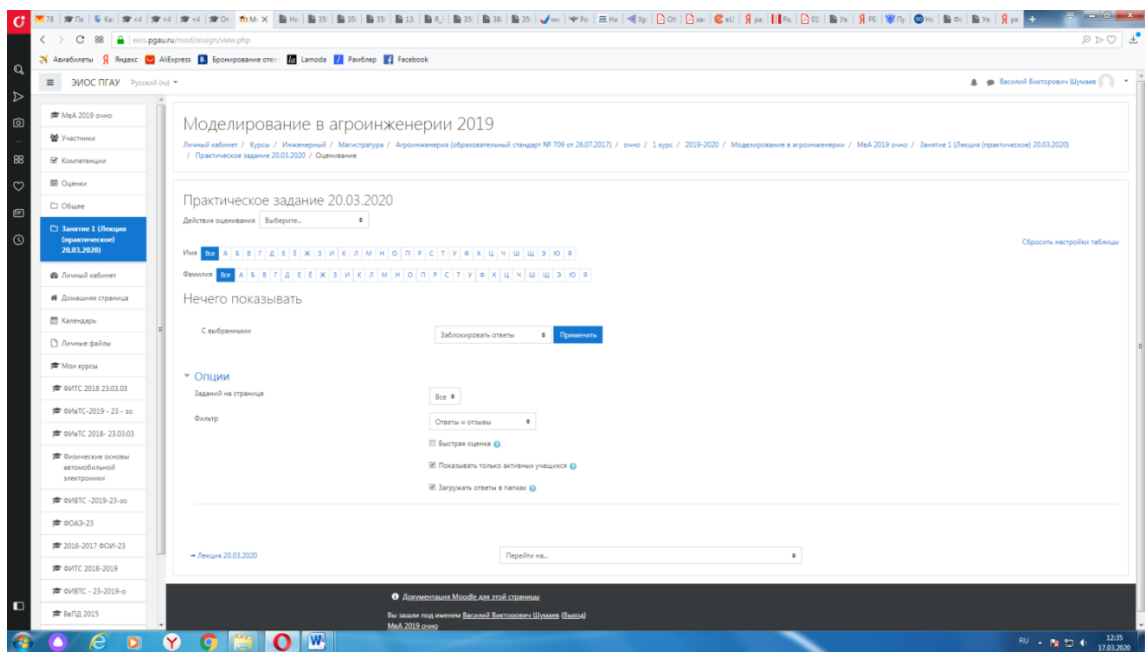 eios.pgau.ru/mod/assign/view.php
Авиабилеты Яндекс AliExpress Бронирование отел Lamoda Рамблер Facebook
ЭИОС ПГАУ Русский (ru)
Василий Викторович Шумаев
МвА 2019 очно
Участники
Компетенции
Оценки
Общее
Занятие 1 (Лекция
(практическое)
20.03.2020)
Личный кабинет
Домашняя страница
Календарь
Личные файлы
Мои курсы
ФИТС 2018 23.03.03
ФИвТС-2019 - 23 - зо
ФИвТС 2018- 23.03.03
Физические основы
автомобильной
электроники
ФИВТС -2019-23-зо
ФОАЭ-23
2016-2017 ФОИ-23
ФИТС 2018-2019
ФИВТС - 23-2019-о
ВеПД 2015
Моделирование в агроинженерии 2019
Личный кабинет / Курсы / Инженерный / Магистратура / Агроинженерия (образовательный стандарт № 709 от 26.07.2017) / очно / 1 курс / 2019-2020 / Моделирование в агроинженерии / МвА 2019 очно / Занятие 1 (Лекция (практическое) 20.03.2020)
/ Практическое задание 20.03.2020 / Оценивание
Практическое задание 20.03.2020
Действия оценивания Выберите...
Сбросить настройки таблицы
Имя Все А Б В Г Д Е Ё Ж З И К Л М Н О П Р С Т У Ф Х Ц Ч Ш Щ Э Ю Я
Фамилия Все А Б В Г Д Е Ё Ж З И К Л М Н О П Р С Т У Ф Х Ц Ч Ш Щ Э Ю Я
Нечего показывать
С выбранными Заблокировать ответы Применить
Опции
Заданий на странице Все
Фильтр Ответы и отзывы
Быстрая оценка
Показывать только активных учащихся
Загружать ответы в папках
Лекция 20.03.2020 Перейти на...
Документация Moodle для этой страницы
Вы зашли под именем Василий Викторович Шумаев (Выход)
МвА 2019 очно
RU 12:35
17.03.2020